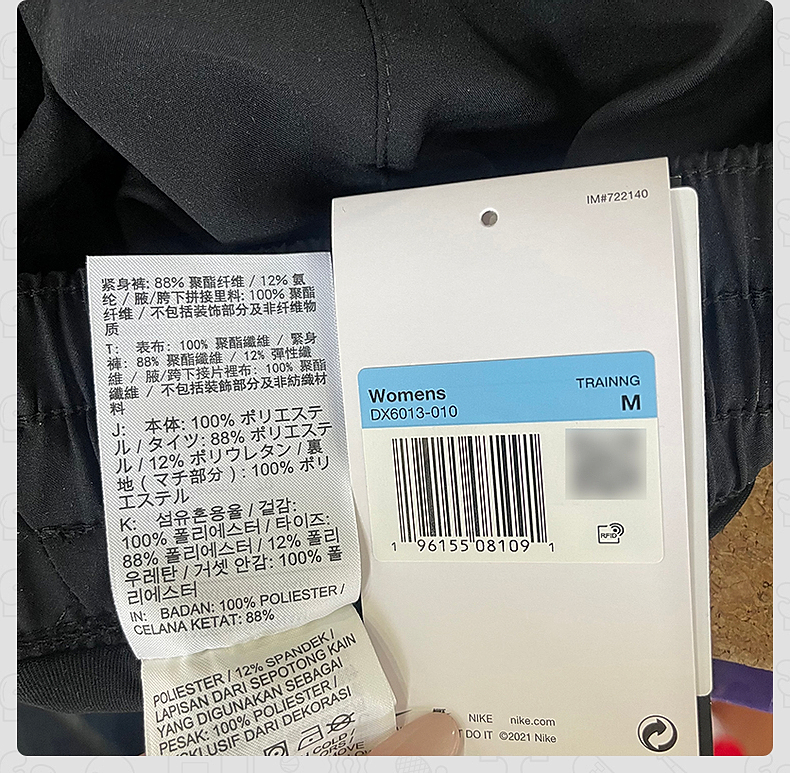 紧身裤: 88% 聚酯纤维 / 12% 氨
纶 / 腋/胯下拼接里料: 100% 聚酯
纤维 / 不包括装饰部分及非纤维物
质
T: 表布: 100% 聚酯纖維 / 緊身
褲: 88% 聚酯纖維 / 12% 彈性纖
維 / 腋/跨下接片裡布: 100% 聚酯
纖維 / 不包括裝飾部分及非紡織材
料
J: 本体: 100% ポリエステ
ル / タイツ: 88% ポリエステ
ル / 12% ポリウレタン / 裏
地 ( マチ部分 ) : 100% ポリ
エステル
K: 섬유혼용율 / 겉감:
100% 폴리에스터 / 타이즈:
88% 폴리에스터 / 12% 폴리
우레탄 / 거셋 안감: 100% 폴
리에스터
IN: BADAN: 100% POLIESTER /
CELANA KETAT: 88%
POLIESTER / 12% SPANDEK /
LAPISAN DARI SEPOTONG KAIN
YANG DIGUNAKAN SEBAGAI
PESAK: 100% POLIESTER /
KSKLUSIF DARI DEKORASI
COLD /
IM#722140
Womens
TRAINNG
DX6013-010
M
RFID
1 96155 08109 1
NIKE nike.com
T DO IT ©2021 Nike